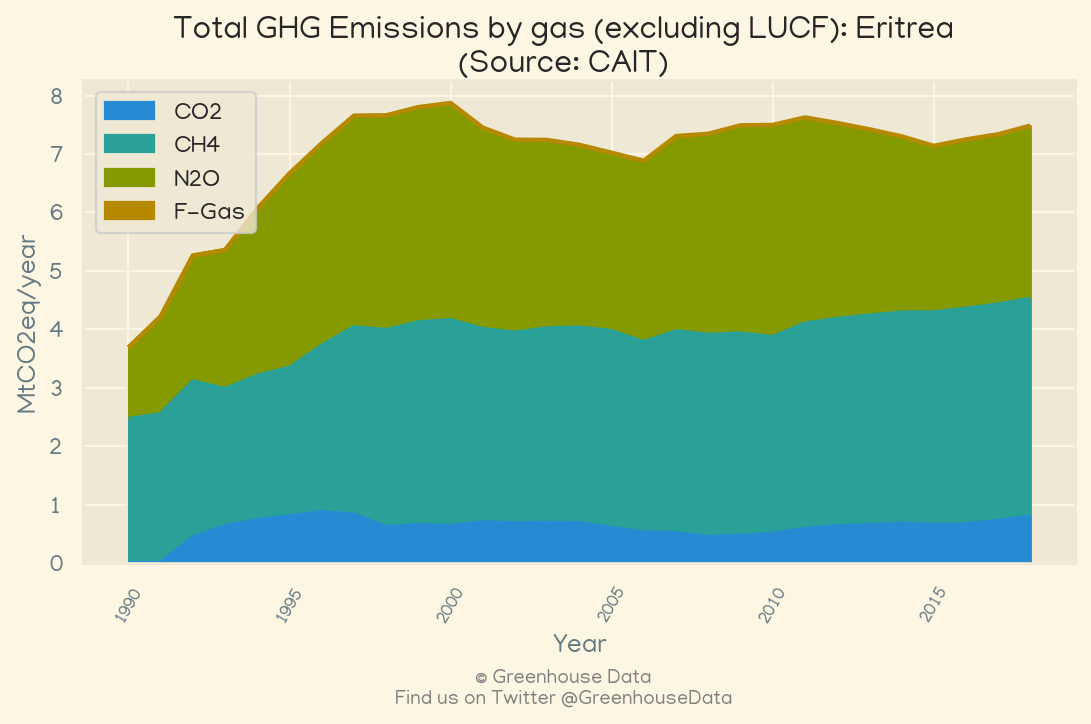 Total GHG Emissions by gas (excluding LUCF): Eritrea
(Source: CAIT)
CO2
CH4
N2O
F-Gas
MtCO2eq/year
8
7
6
5
4
3
2
1
0
1990 1995 2000 2005 2010 2015
Year
© Greenhouse Data
Find us on Twitter @GreenhouseData